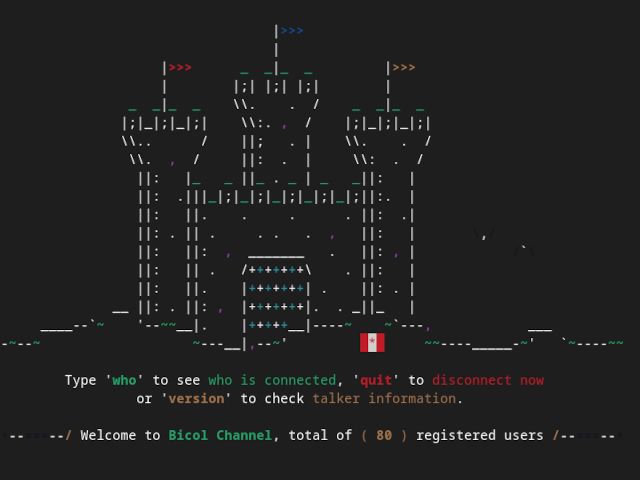 Type 'who' to see who is connected, 'quit' to disconnect now
or 'version' to check talker information.
--/ Welcome to Bicol Channel, total of ( 80 ) registered users /--